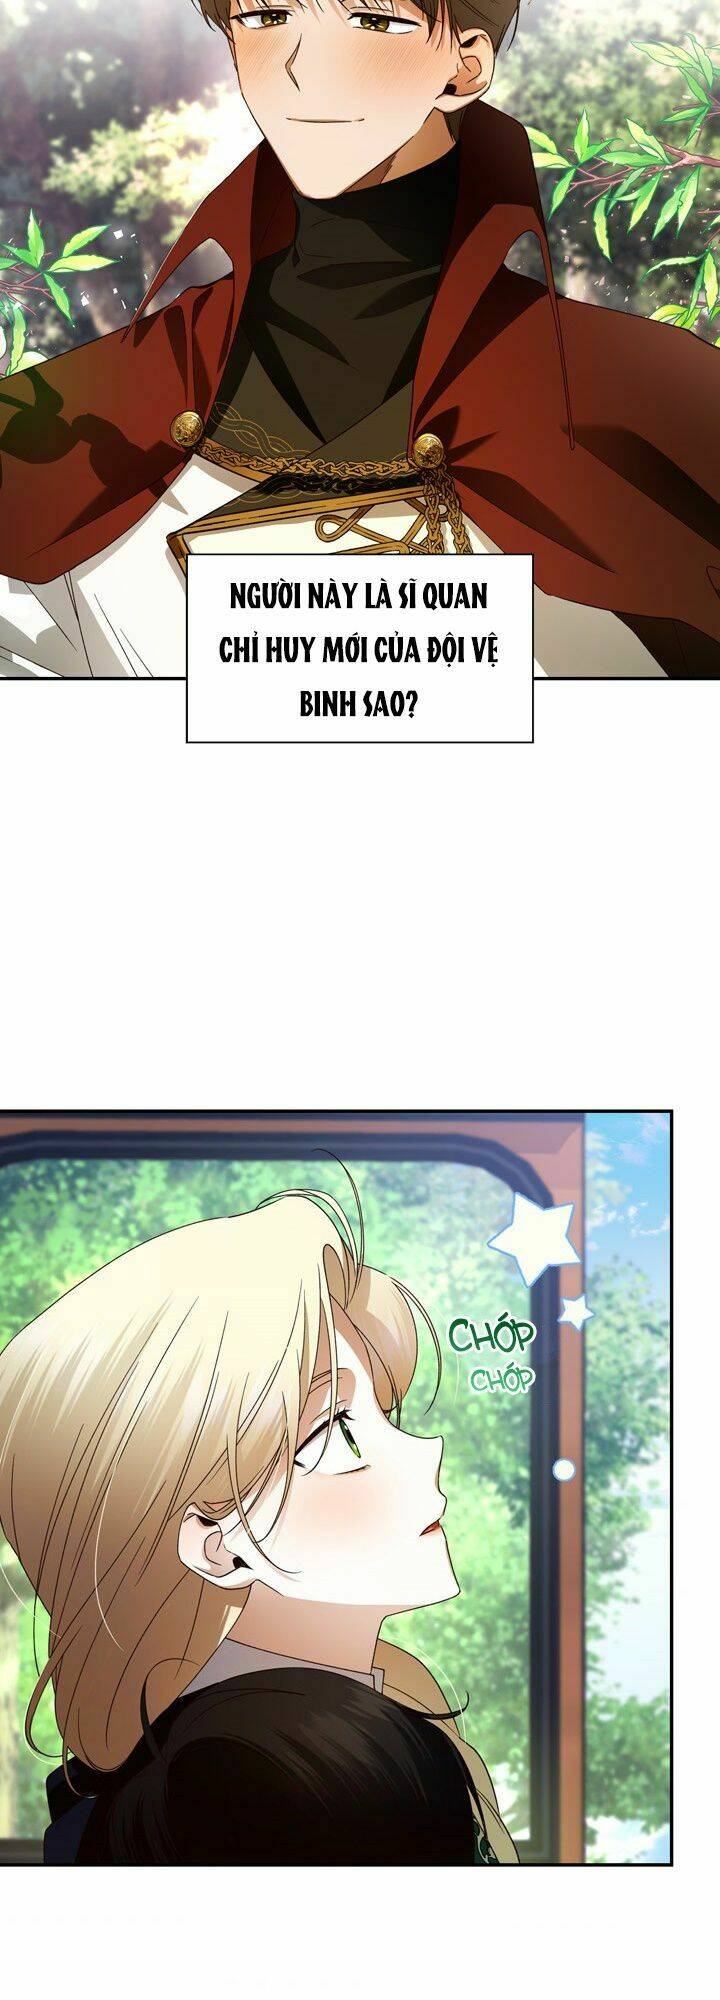 NGƯỜI NÀY LÀ SĨ QUAN
CHỈ HUY MỚI CỦA ĐỘI VỆ
BINH SAO?
CHỚP
CHỚP